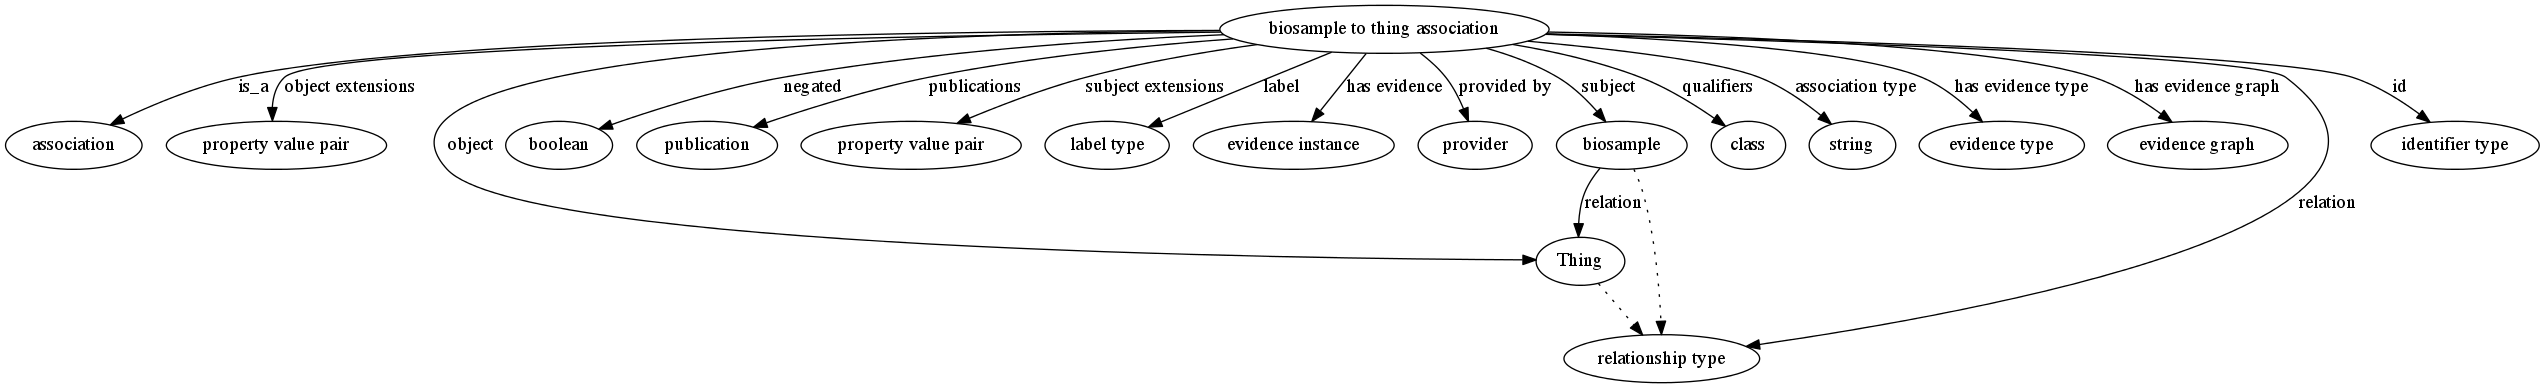 biosample to thing association
is_a
object extensions
negated
publications
subject extensions
label
has evidence
provided by
subject
qualifiers
association type
has evidence type
has evidence graph
id
association
property value pair
object
boolean
publication
property value pair
label type
evidence instance
provider
biosample
class
string
evidence type
evidence graph
identifier type
relation
relation
Thing
relationship type